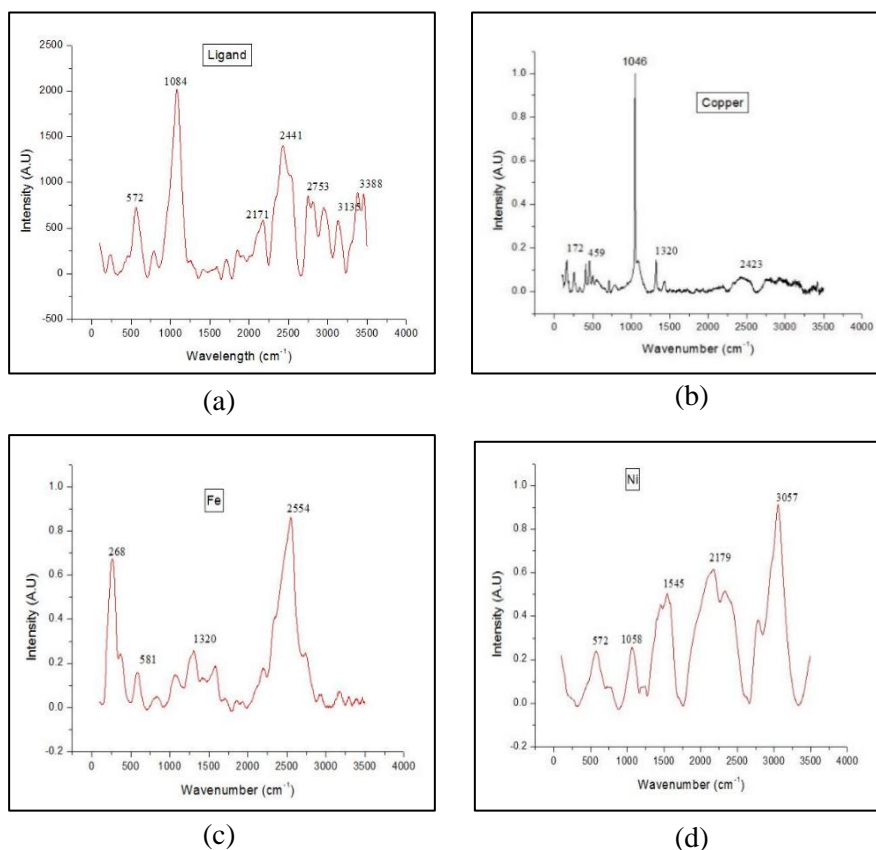 Ligand
2500
2000
1500
1000
500
0
-500
0 500 1000 1500 2000 2500 3000 3500 4000
572
1084
2171
2441
2753
3135
3388
Intensity (A.U)
Wavelength (cm⁻¹)
(a)
Copper
1.0
0.8
0.6
0.4
0.2
0.0
0 500 1000 1500 2000 2500 3000 3500 4000
172
459
1046
1320
2423
Intensity (A.U)
Wavenumber (cm⁻¹)
(b)
Fe
1.0
0.8
0.6
0.4
0.2
0.0
-0.2
0 500 1000 1500 2000 2500 3000 3500 4000
268
581
1320
2554
Intensity (A.U)
Wavenumber (cm⁻¹)
(c)
Ni
1.0
0.8
0.6
0.4
0.2
0.0
-0.2
0 500 1000 1500 2000 2500 3000 3500 4000
572
1058
1545
2179
3057
Intensity (A.U)
Wavenumber (cm⁻¹)
(d)